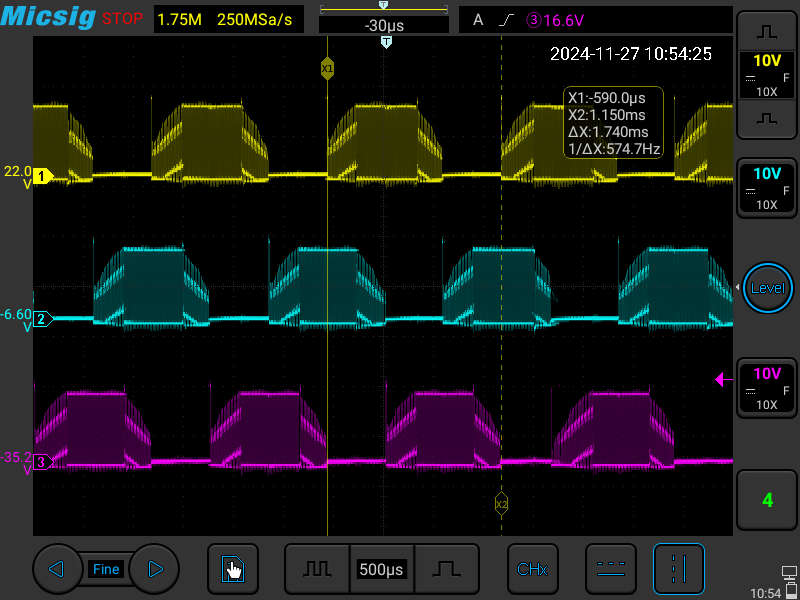 Micsig STOP 1.75M 250MSa/s T -30μs A ③ 16.6V
T
2024-11-27 10:54:25
X1
X1:-590.0μs
X2:1.150ms
ΔX:1.740ms
1/ΔX:574.7Hz
22.0 V 1
-6.60 V 2
-35.2 V 3
X2
10V
F
10X
10V
F
10X
Level
10V
F
10X
4
Fine 500μs CHx
10:54